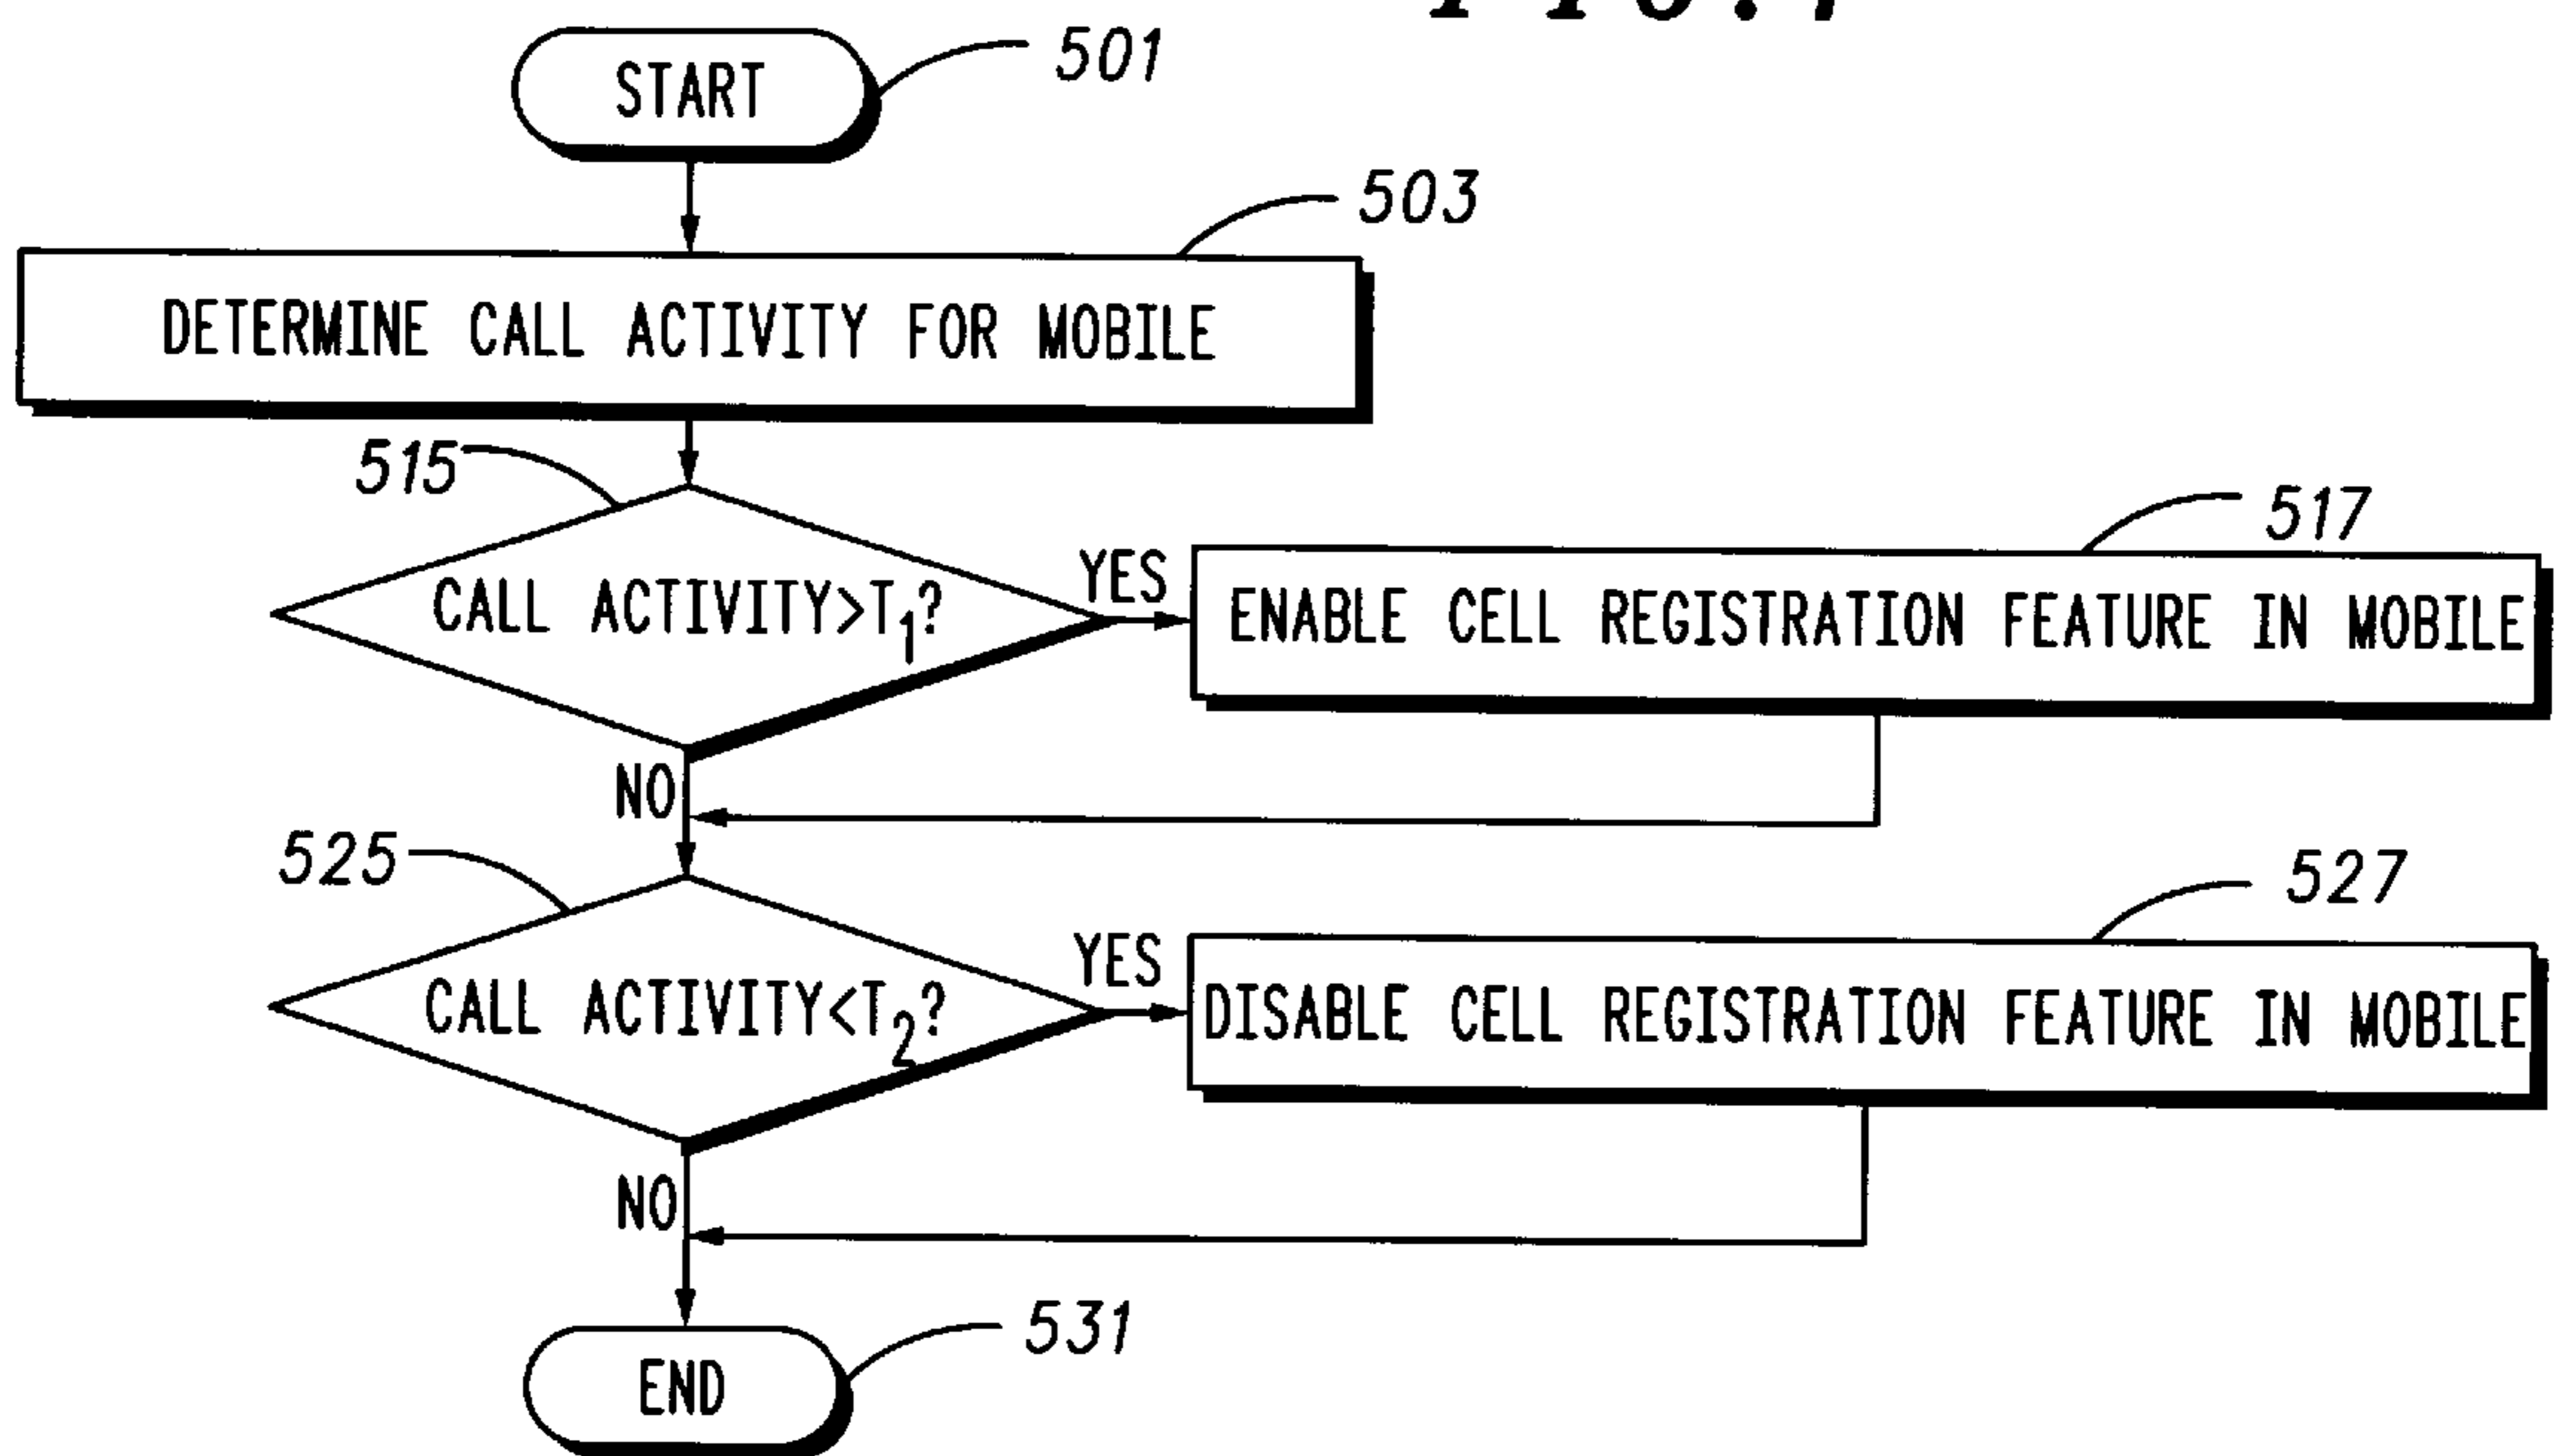 START
501
503
DETERMINE CALL ACTIVITY FOR MOBILE
515
CALL ACTIVITY>T1?
YES
517
ENABLE CELL REGISTRATION FEATURE IN MOBILE
NO
525
CALL ACTIVITY<T2?
YES
527
DISABLE CELL REGISTRATION FEATURE IN MOBILE
NO
531
END